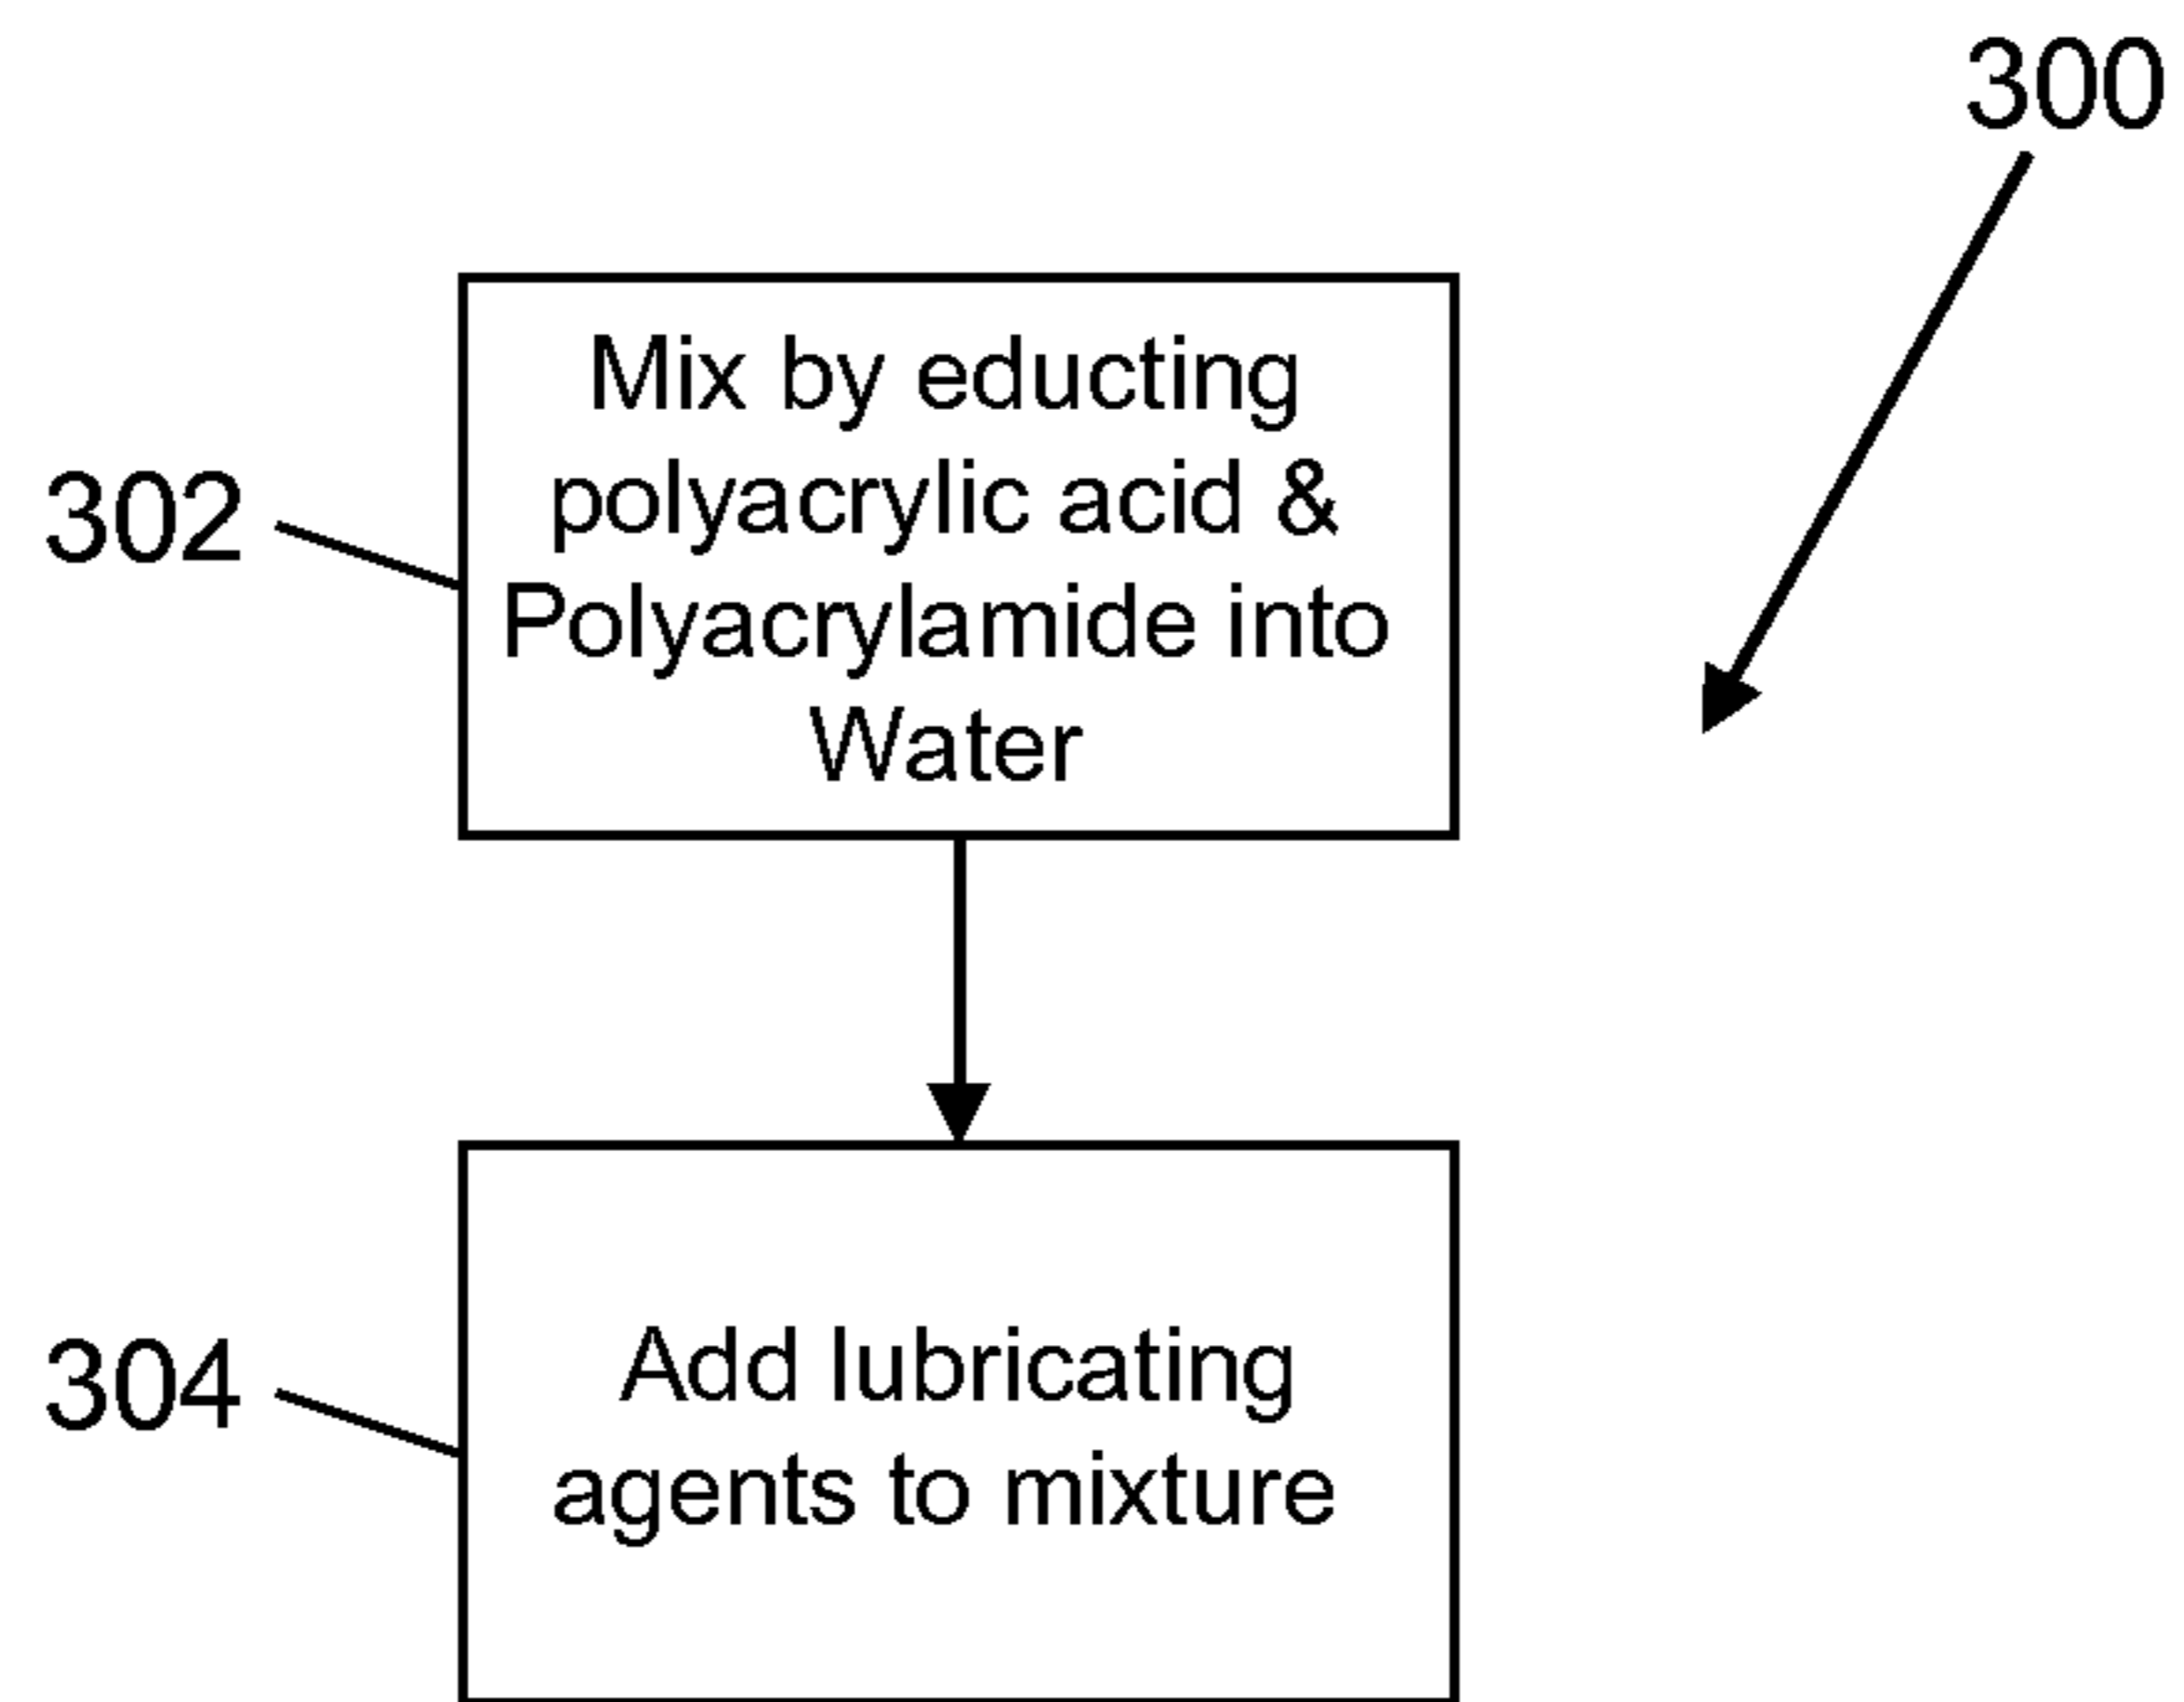 300
Mix by educting
polyacrylic acid &
302
Polyacrylamide into
Water
Add lubricating
304
agents to mixture